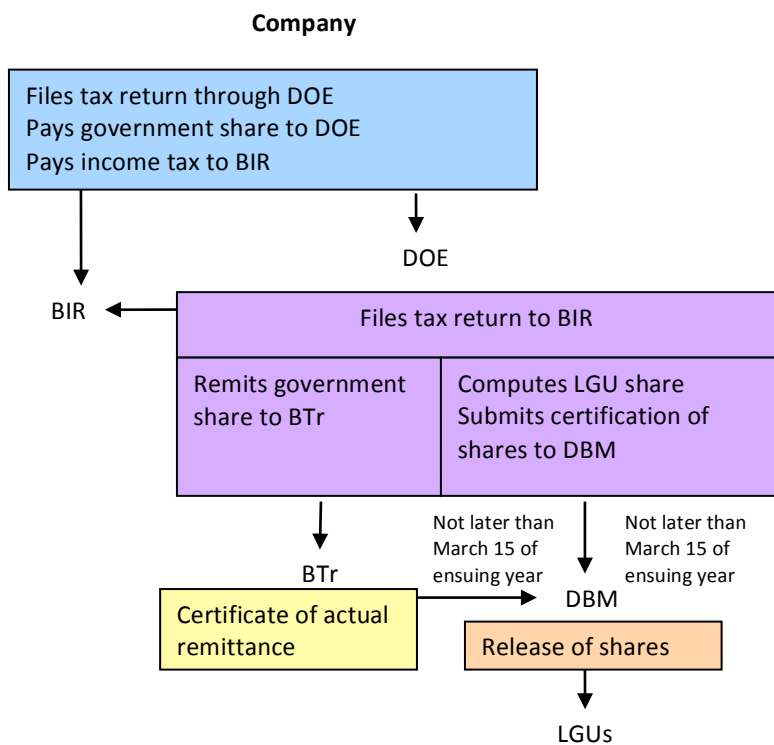 Company
Files tax return through DOE
Pays government share to DOE
Pays income tax to BIR
DOE
BIR
Files tax return to BIR
Remits government
share to BTr
Computes LGU share
Submits certification of
shares to DBM
Not later than
March 15 of
ensuing year
Not later than
March 15 of
ensuing year
BTr
DBM
Certificate of actual
remittance
Release of shares
LGUs